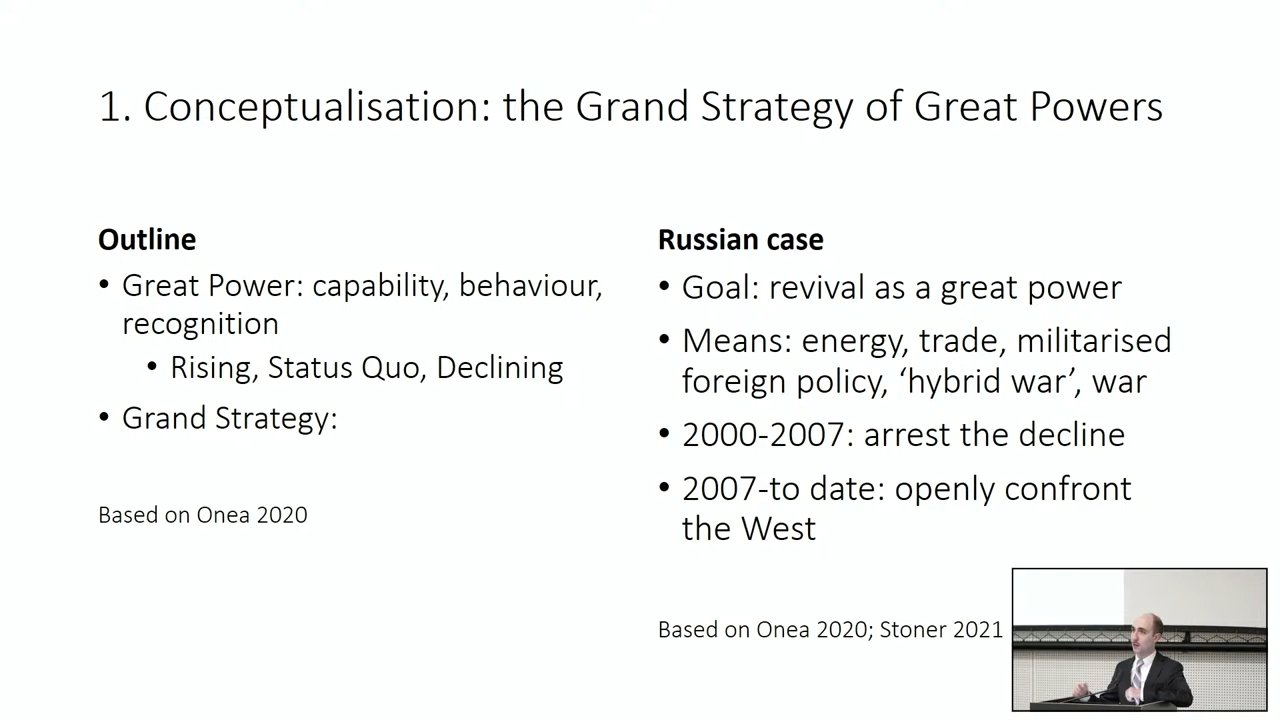 1. Conceptualisation: the Grand Strategy of Great Powers
Outline
• Great Power: capability, behaviour,
recognition
• Rising, Status Quo, Declining
• Grand Strategy:
Based on Onea 2020
Russian case
• Goal: revival as a great power
• Means: energy, trade, militarised
foreign policy, ‘hybrid war’, war
• 2000-2007: arrest the decline
• 2007-to date: openly confront
the West
Based on Onea 2020; Stoner 2021